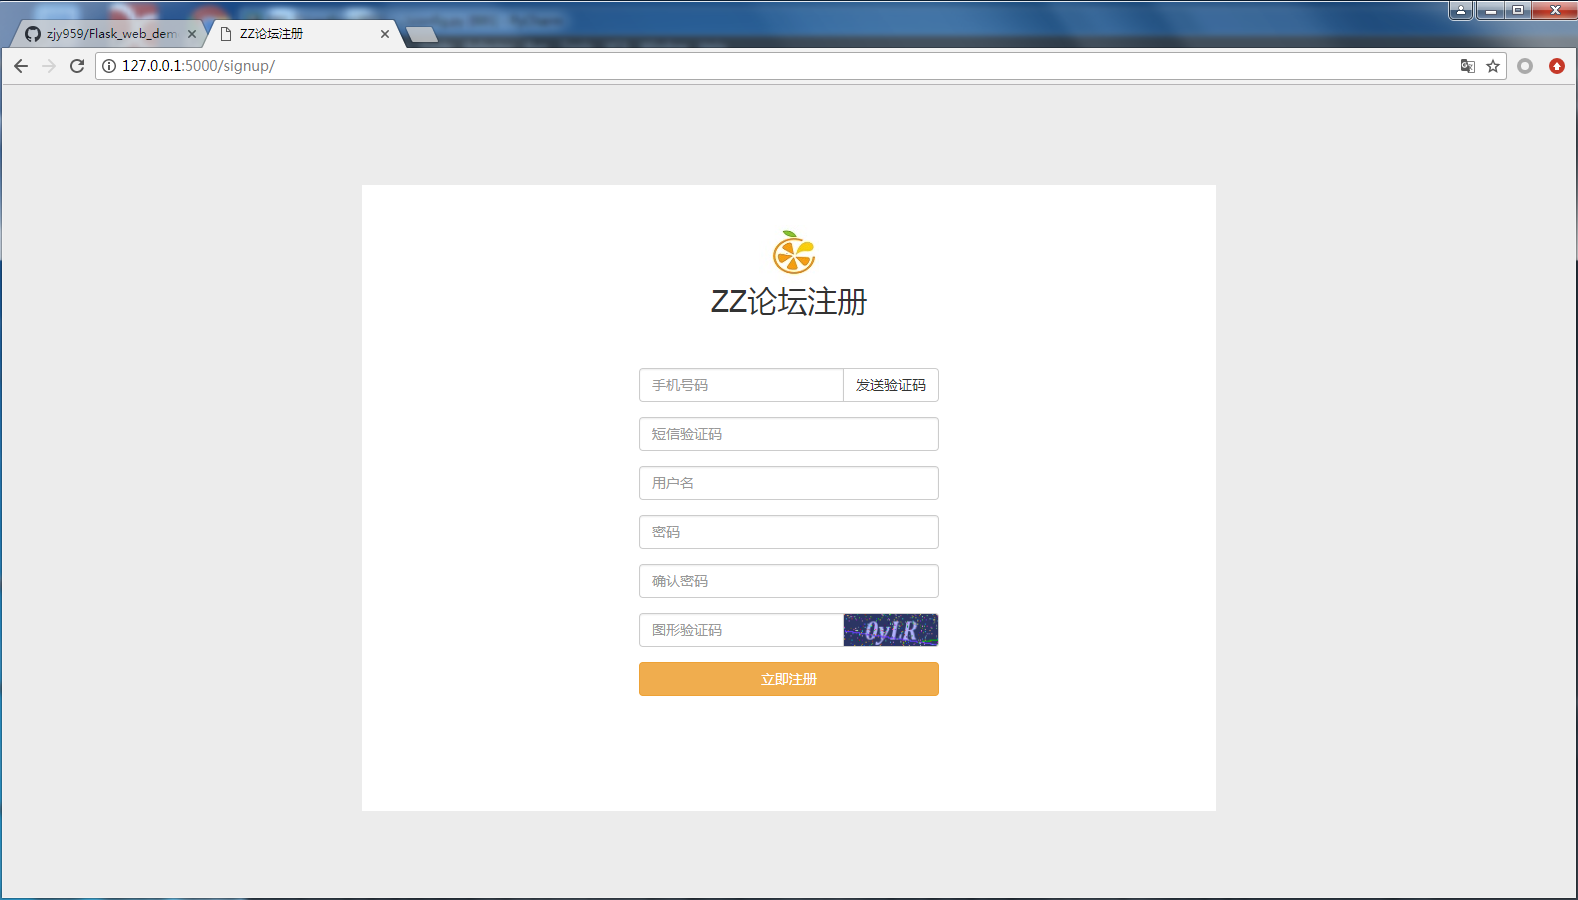 zjy959/Flask_web_dem
ZZ论坛注册
127.0.0.1:5000/signup/
ZZ论坛注册
手机号码
发送验证码
短信验证码
用户名
密码
确认密码
图形验证码
0yLR
立即注册